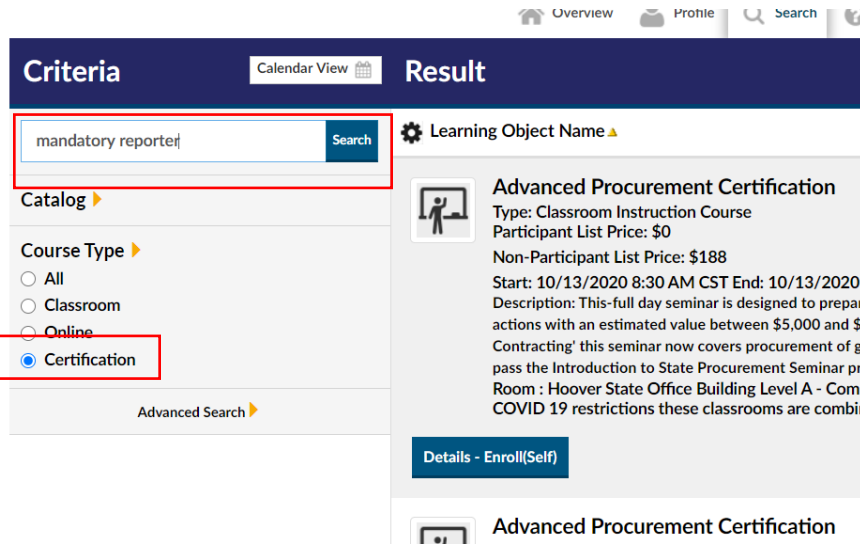 Overview Profile Search
Criteria
Calendar View
Result
mandatory reporter
Search
Learning Object Name
Catalog
Course Type
All
Classroom
Online
Certification
Advanced Search
Advanced Procurement Certification
Type: Classroom Instruction Course
Participant List Price: $0
Non-Participant List Price: $188
Start: 10/13/2020 8:30 AM CST End: 10/13/2020
Description: This-full day seminar is designed to
actions with an estimated value between $5,000 and
Contracting' this seminar now covers procurement of
pass the Introduction to State Procurement Seminar
Room : Hoover State Office Building Level A -
COVID 19 restrictions these classrooms are
Details - Enroll(Self)
Advanced Procurement Certification